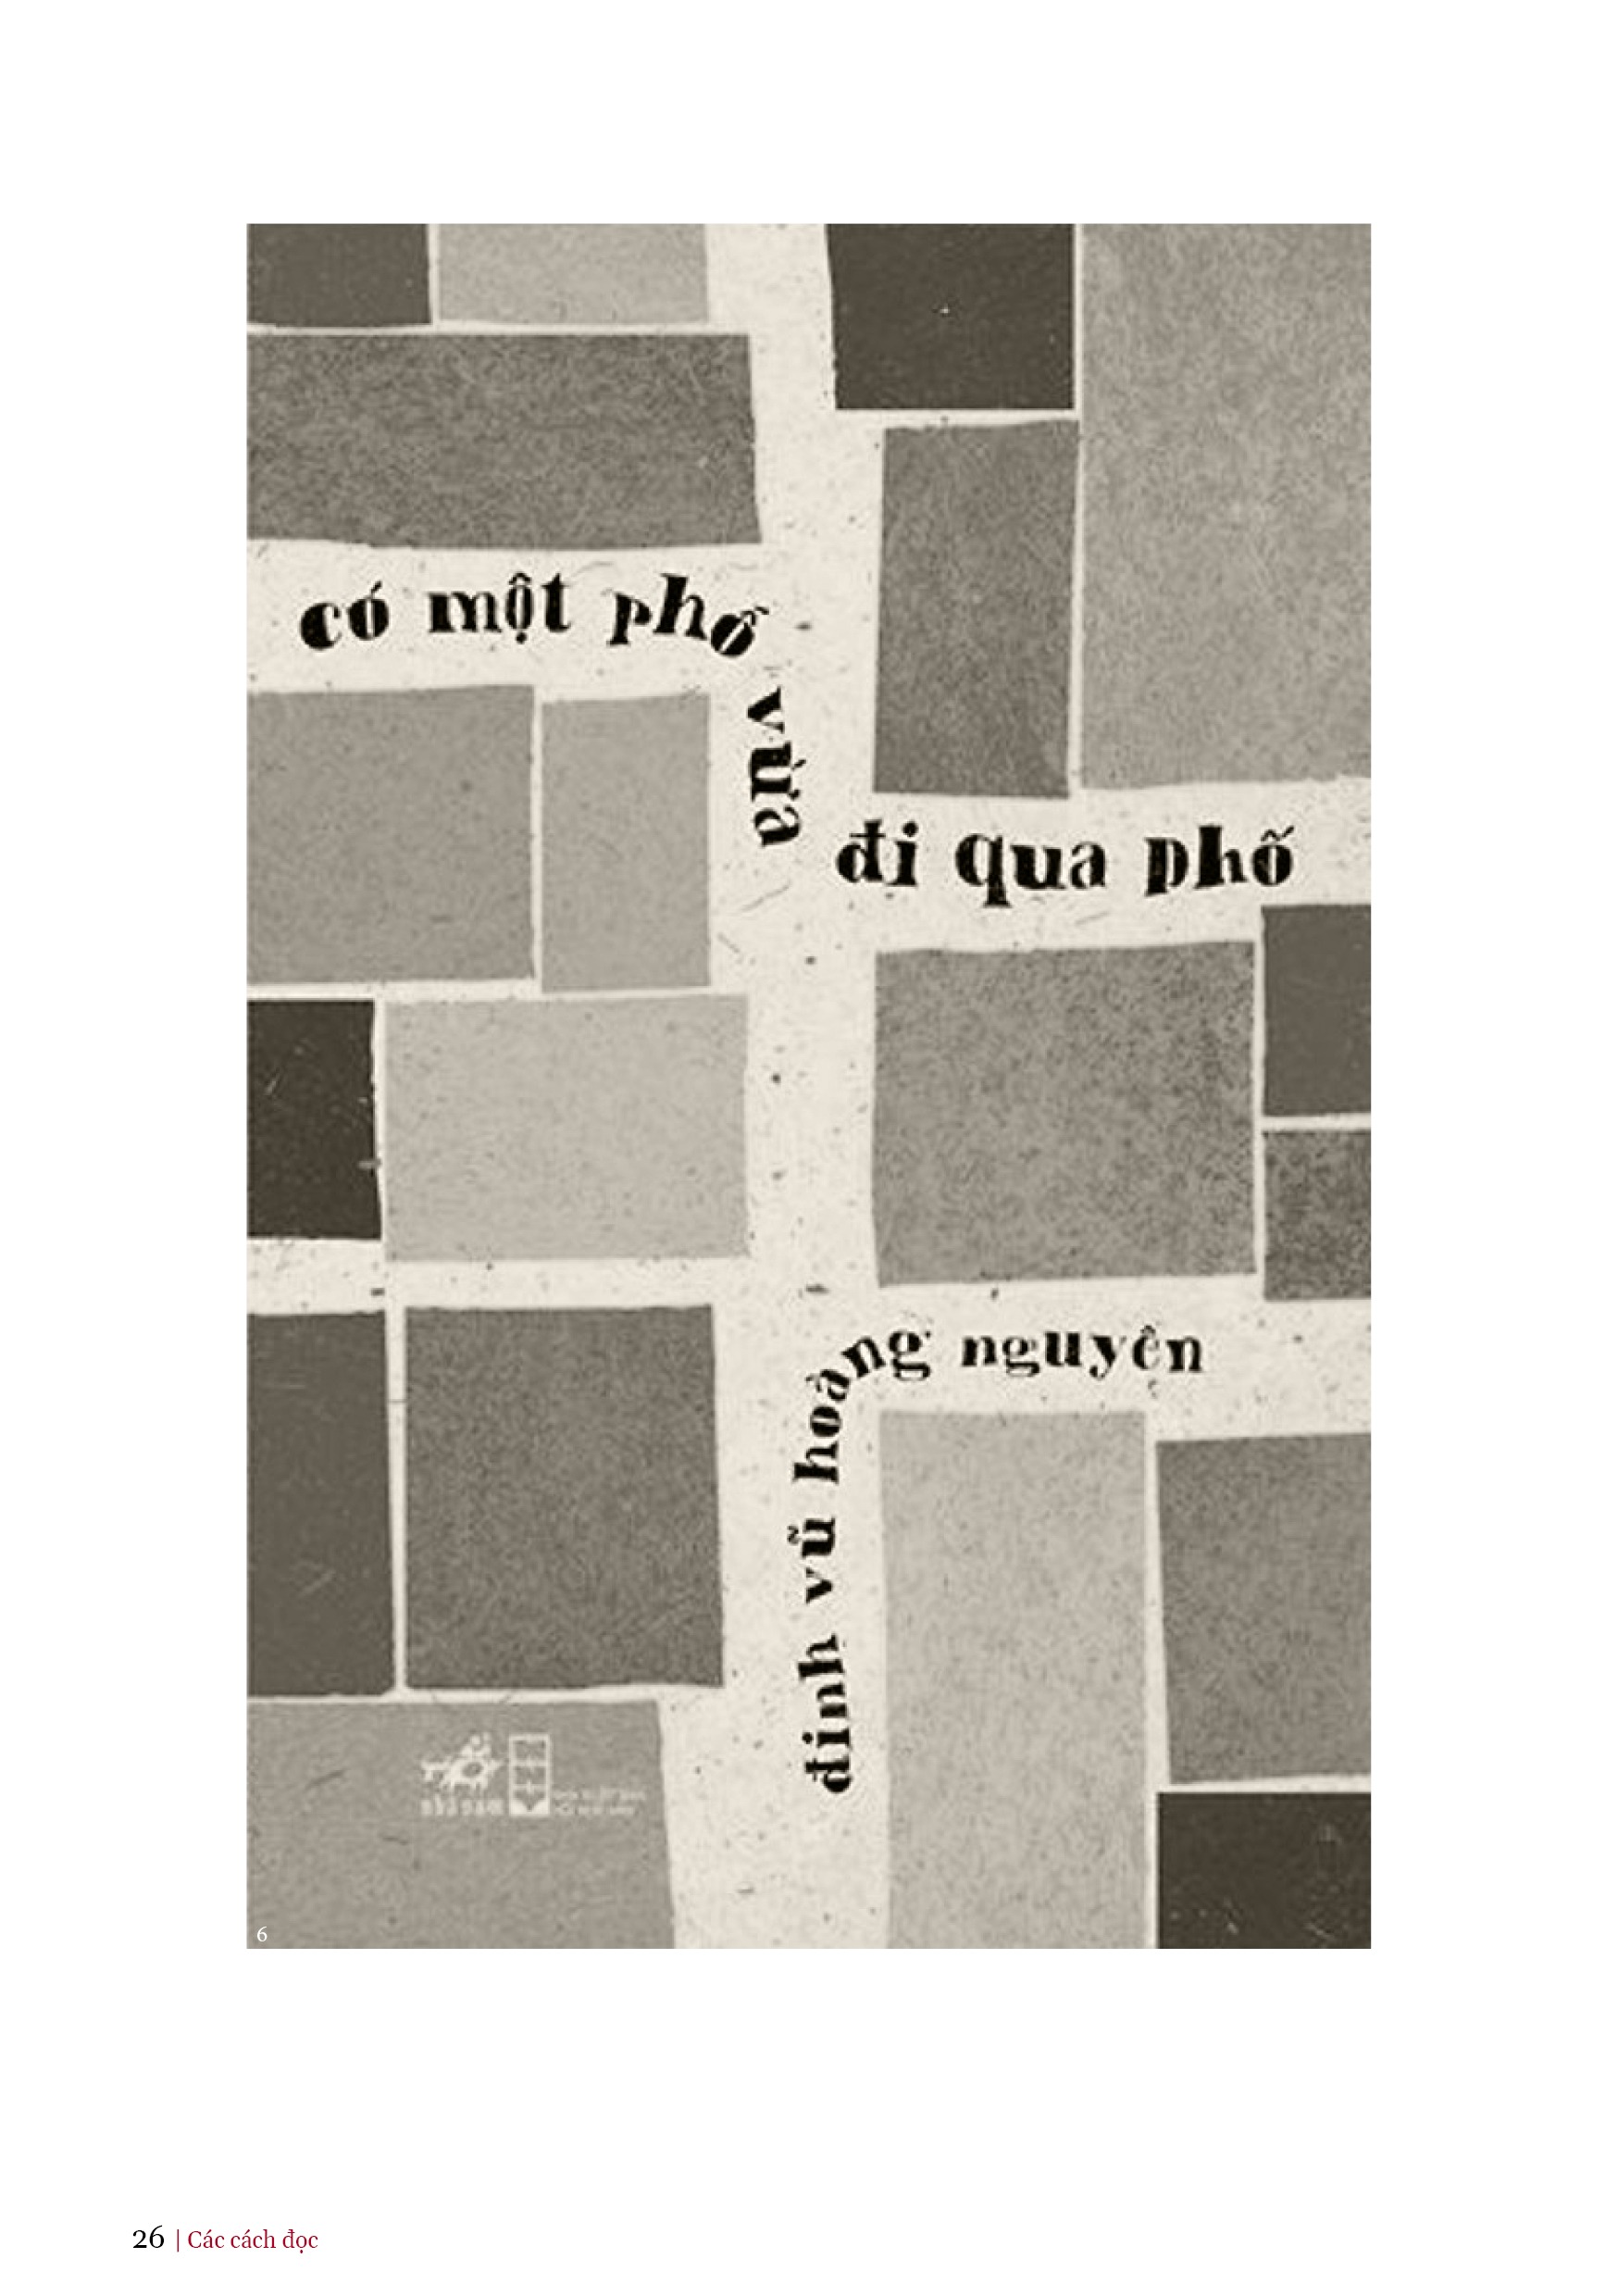 có một phố vừa đi qua phố
đinh vũ hoàng nguyên
6
26 | Các cách đọc